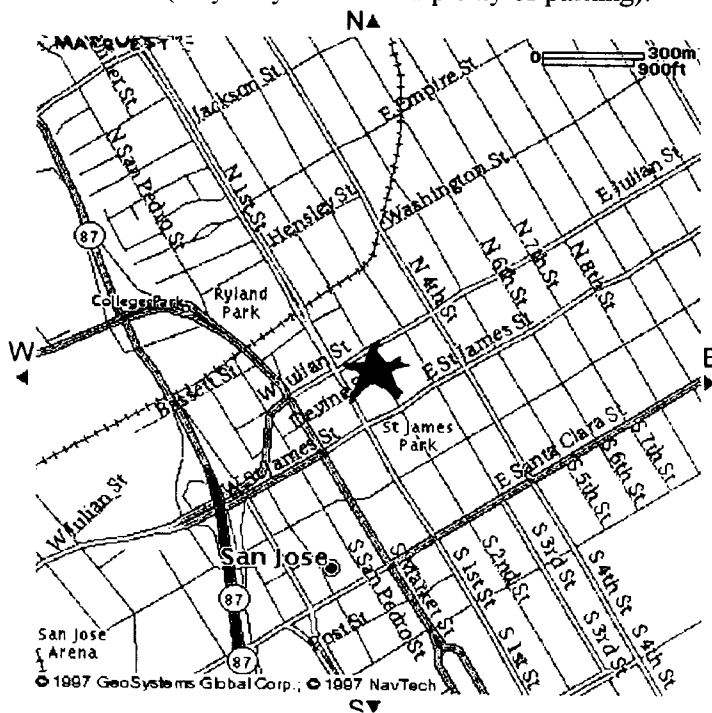 N▲
MAPQUEST
0 300m
900ft
Jackson St
E Empire St
N San Pedro St
N 1st St
Hensley St
Washington St
E Julian St
87
N 4th St
N 6th St
N 7th St
N 8th St
College Park
Ryland
Park
W
E
Bassett St
W Julian St
Devine
E St James St
St James
Park
W St James St
E Santa Clara St
W Julian St
S 5th St
S 6th St
S 7th St
San Jose
S San Pedro St
S Market St
S 1st St
S 2nd St
S 3rd St
S 4th St
87
Post St
S 1st St
S 3rd St
S 4th St
San Jose
Arena
87
© 1997 GeoSystems Global Corp.; © 1997 NavTech
S▼